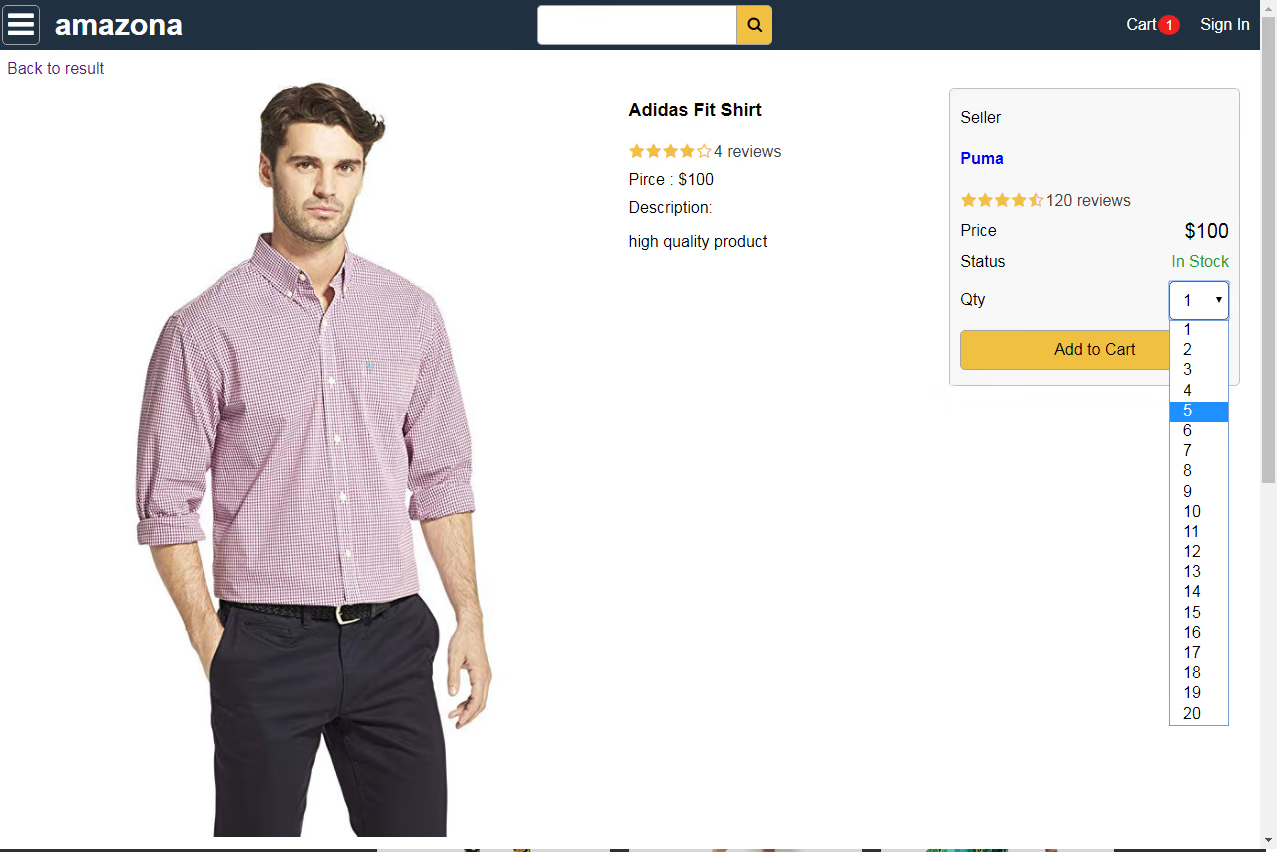 amazona
Cart 1 Sign In
Back to result
Adidas Fit Shirt
4 reviews
Pirce : $100
Description:
high quality product
Seller
Puma
120 reviews
Price $100
Status In Stock
Qty 1
Add to Cart
1
2
3
4
5
6
7
8
9
10
11
12
13
14
15
16
17
18
19
20